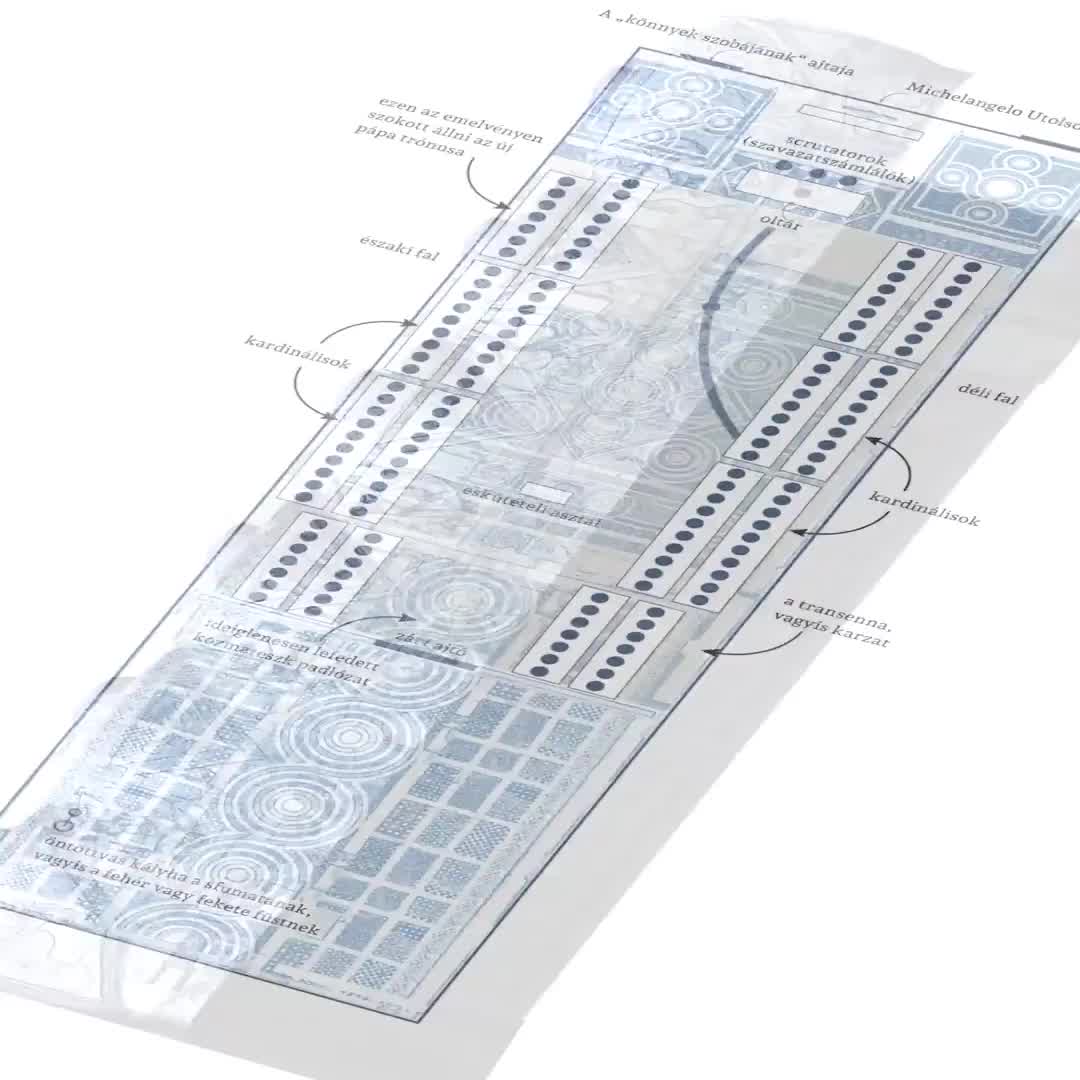 A „könnyek szobájának“ ajtaja
Michelangelo Utolsó
ezen az emelvényen
szokott állni az új
pápa trónusa
scrutatorok
(szavazatszámlálók)
oltár
északi fal
kardinálisok
déli fal
eskütételi asztal
kardinálisok
a transenna,
vagyis karzat
ideiglenesen lefedett
kozmateszk padlózat
zárt ajtó
öntöttvas kályha a sfumatának,
vagyis a fehér vagy fekete füstnek